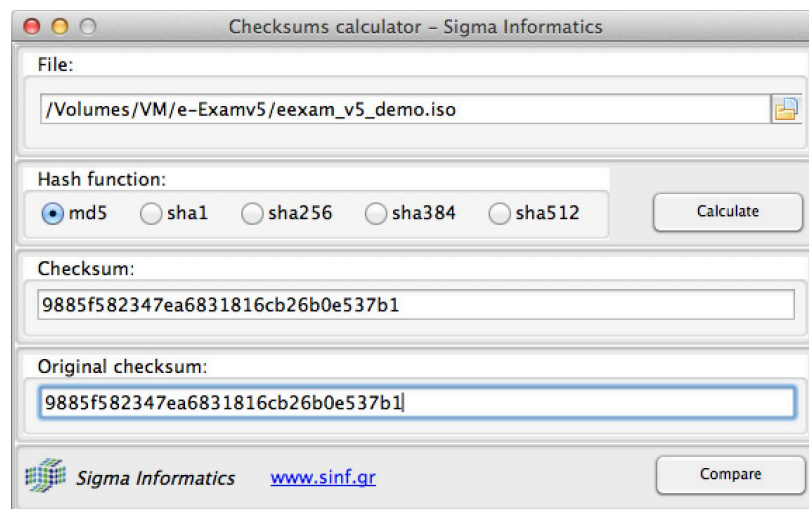 Checksums calculator – Sigma Informatics
File:
/Volumes/VM/e-Examv5/eexam_v5_demo.iso
Hash function:
md5 sha1 sha256 sha384 sha512 Calculate
Checksum:
9885f582347ea6831816cb26b0e537b1
Original checksum:
9885f582347ea6831816cb26b0e537b1
Sigma Informatics www.sinf.gr Compare